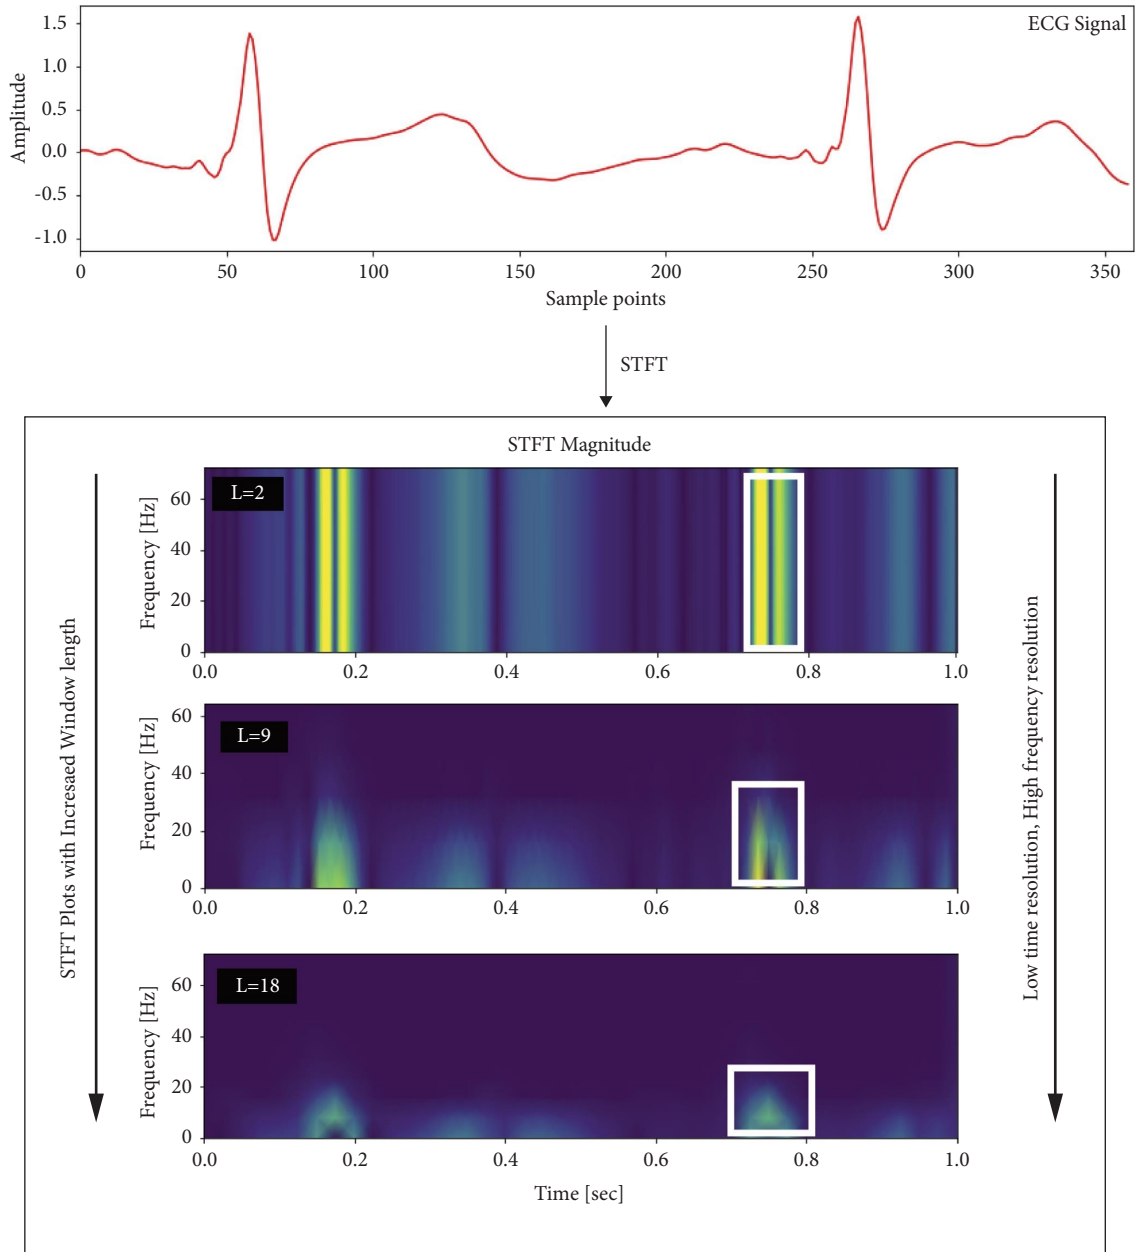 ECG Signal
Amplitude
1.5
1.0
0.5
0.0
-0.5
-1.0
0 50 100 150 200 250 300 350
Sample points
STFT
STFT Magnitude
STFT Plots with Incresaed Window length
Low time resolution, High frequency resolution
L=2
Frequency [Hz]
60
40
20
0
0.0 0.2 0.4 0.6 0.8 1.0
L=9
Frequency [Hz]
60
40
20
0
0.0 0.2 0.4 0.6 0.8 1.0
L=18
Frequency [Hz]
60
40
20
0
0.0 0.2 0.4 0.6 0.8 1.0
Time [sec]